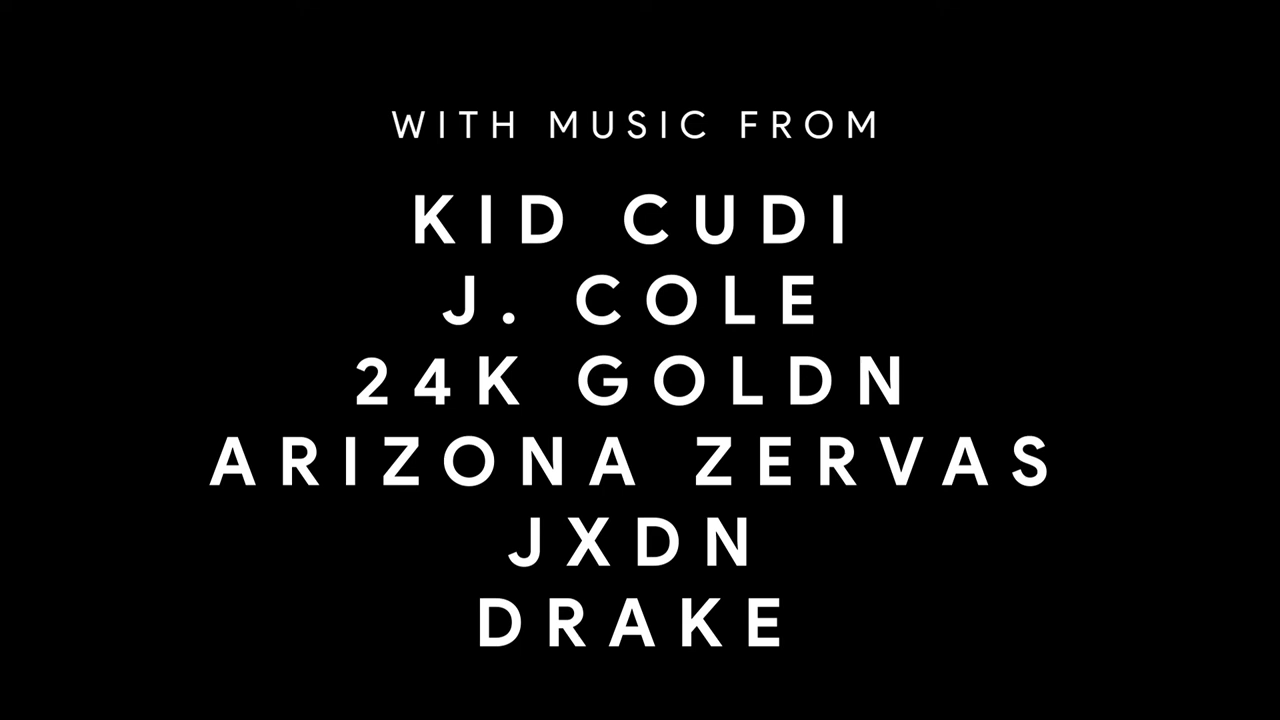 WITH MUSIC FROM
KID CUDI
J. COLE
24K GOLDN
ARIZONA ZERVAS
JXDN
DRAKE